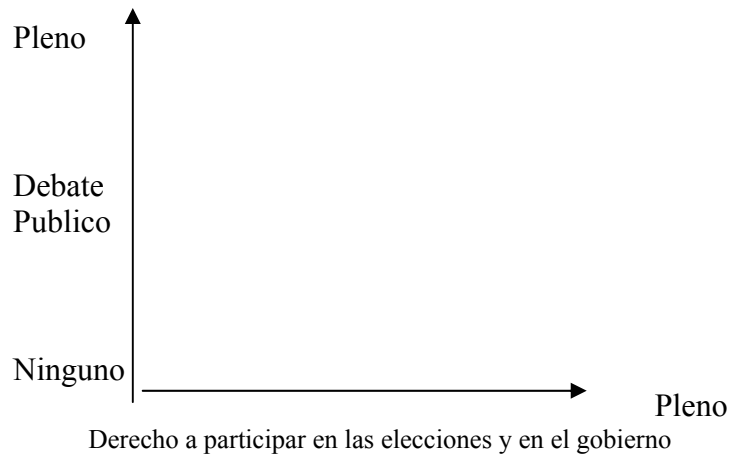 Pleno
Debate
Publico
Ninguno
Pleno
Derecho a participar en las elecciones y en el gobierno